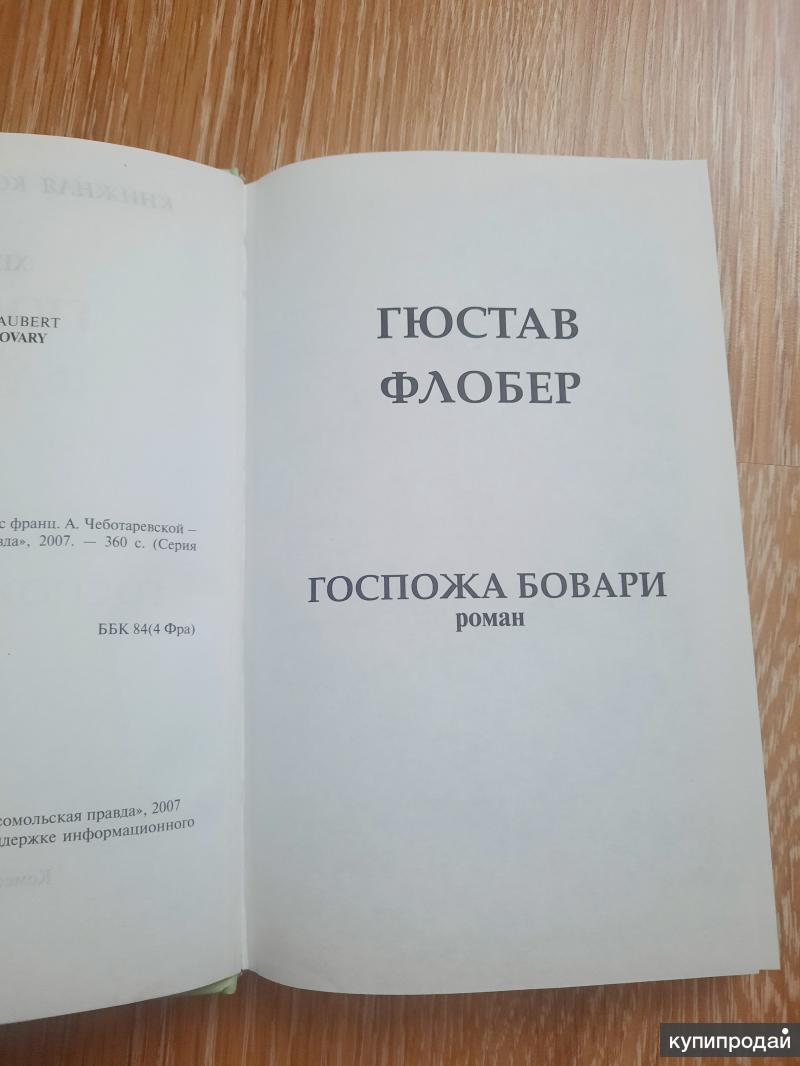 AUBERT
OVARY
с франц. А. Чеботаревской –
вда», 2007. — 360 с. (Серия
ББК 84(4 Фра)
сомольская правда», 2007
ддержке информационного
ГЮСТАВ
ФЛОБЕР
ГОСПОЖА БОВАРИ
роман
купипродай